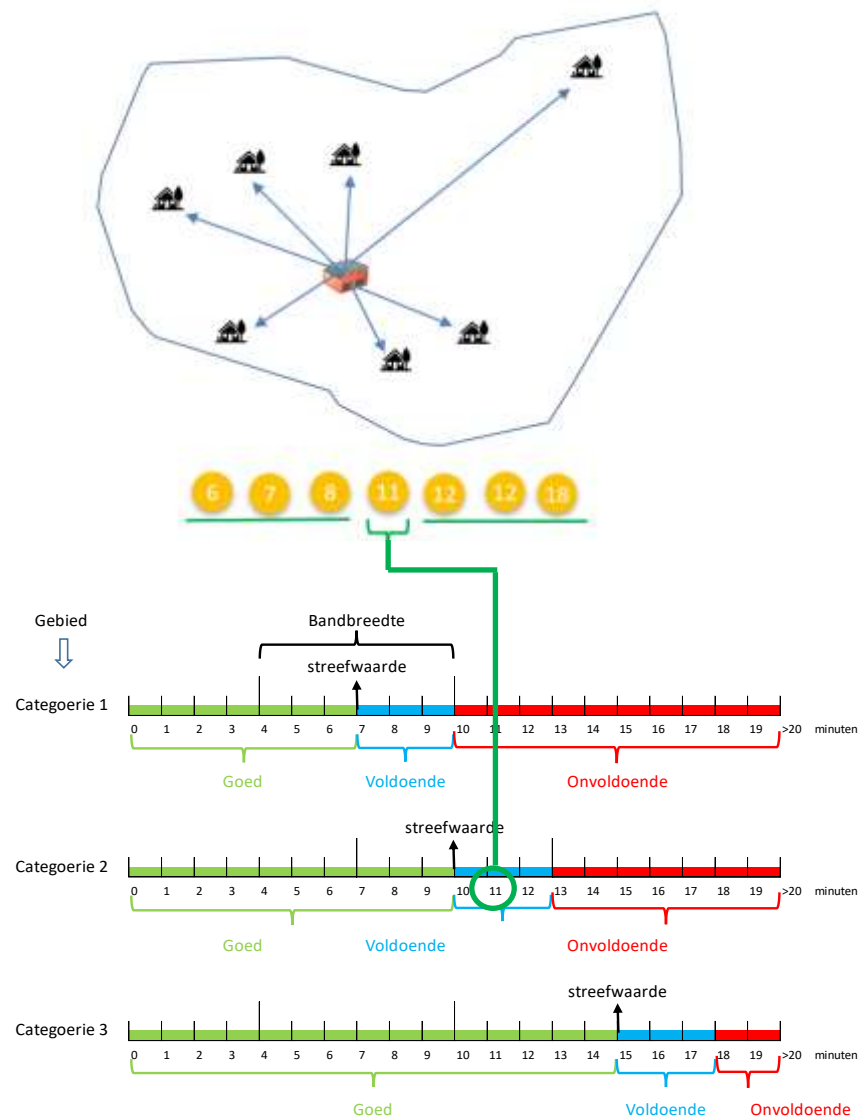 6 7 8 11 12 12 18
Gebied
Bandbreedte
streefwaarde
Categoerie 1
0 1 2 3 4 5 6 7 8 9 10 11 12 13 14 15 16 17 18 19 >20 minuten
Goed Voldoende Onvoldoende
streefwaarde
Categoerie 2
0 1 2 3 4 5 6 7 8 9 10 11 12 13 14 15 16 17 18 19 >20 minuten
Goed Voldoende Onvoldoende
streefwaarde
Categoerie 3
0 1 2 3 4 5 6 7 8 9 10 11 12 13 14 15 16 17 18 19 >20 minuten
Goed Voldoende Onvoldoende